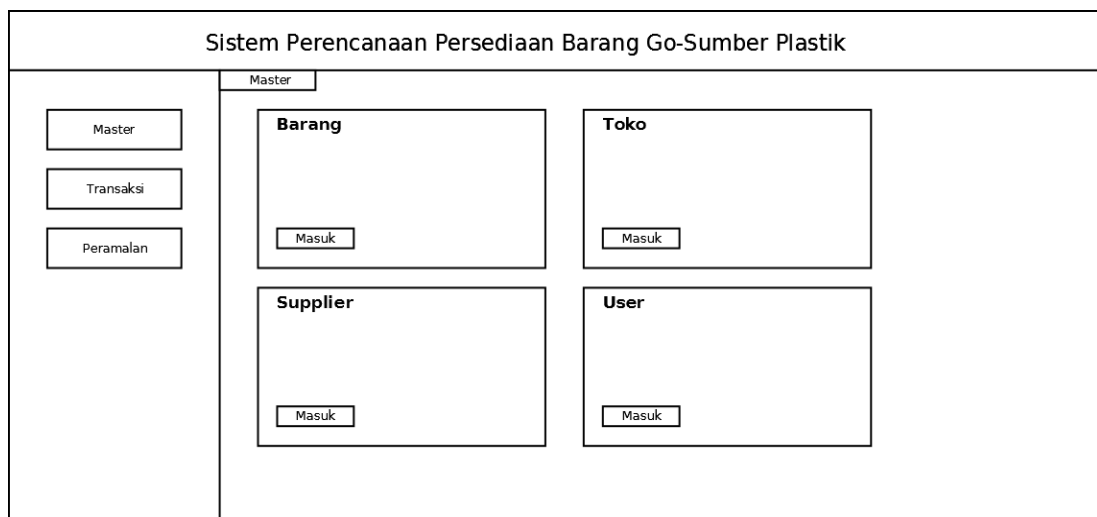 Sistem Perencanaan Persediaan Barang Go-Sumber Plastik
Master
Master
Transaksi
Peramalan
Barang
Masuk
Toko
Masuk
Supplier
Masuk
User
Masuk